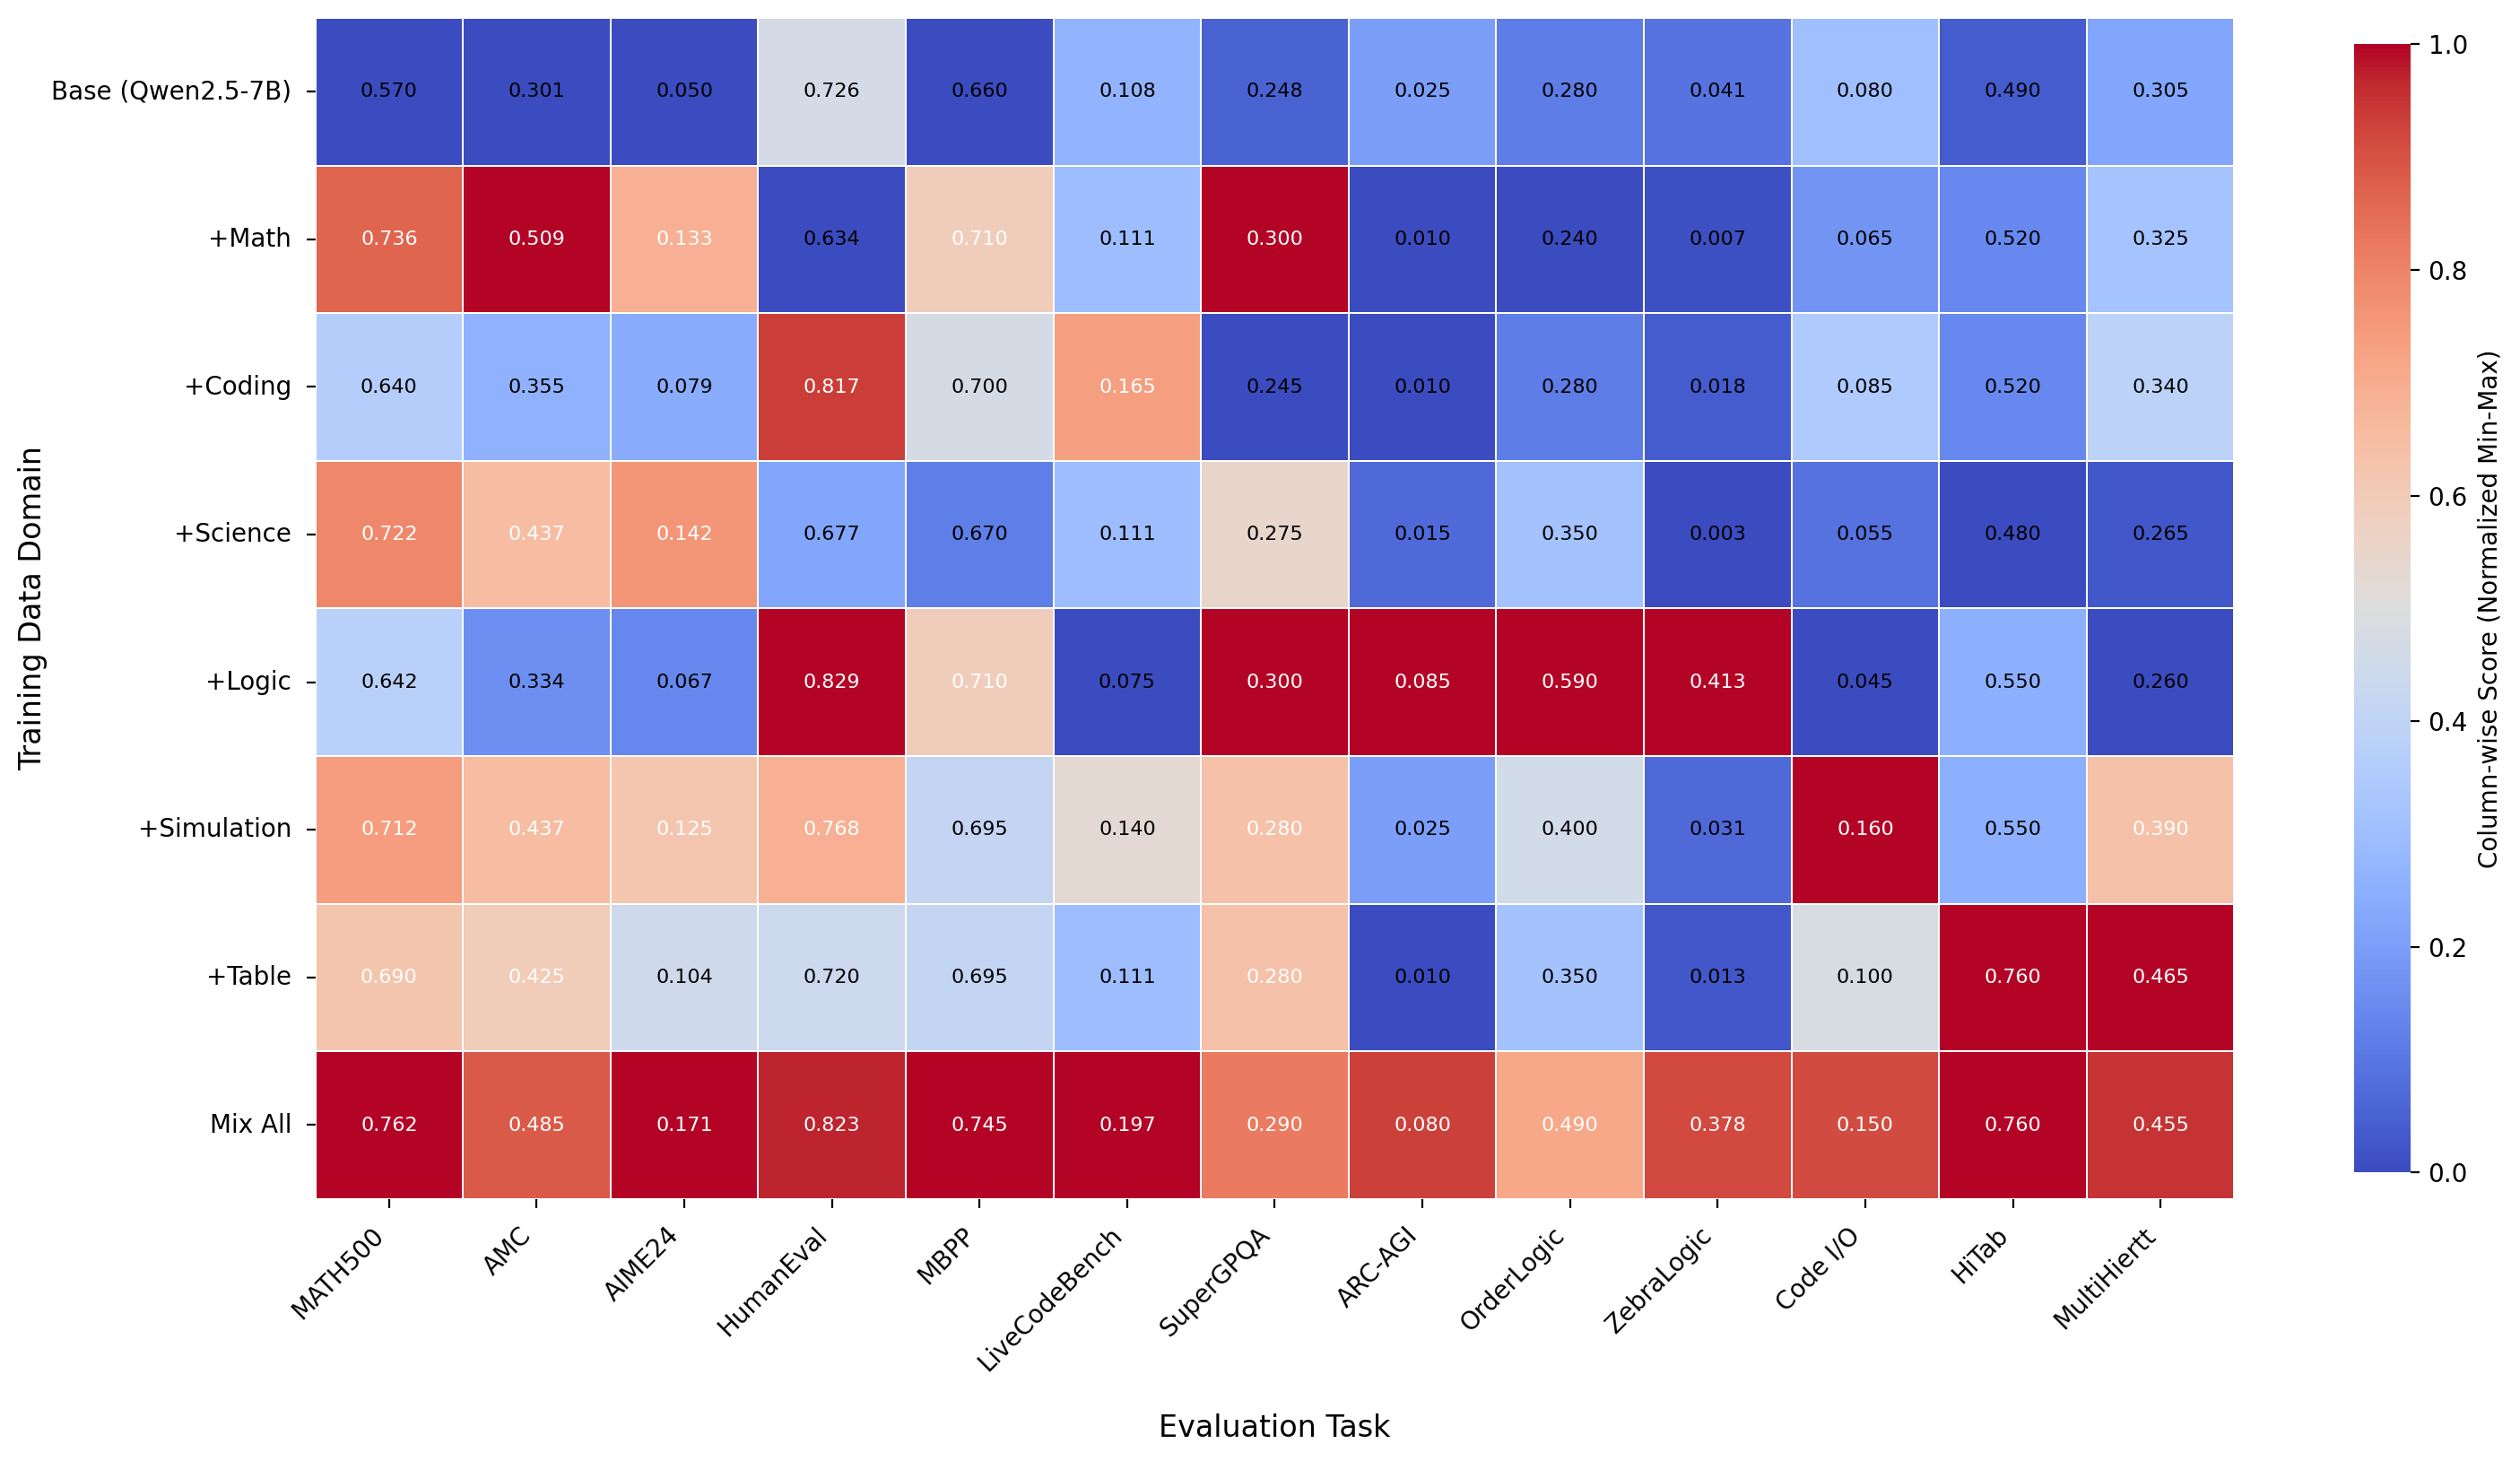 Base (Qwen2.5-7B) 0.570 0.301 0.050 0.726 0.660 0.108 0.248 0.025 0.280 0.041 0.080 0.490 0.305
+Math 0.736 0.509 0.133 0.634 0.710 0.111 0.300 0.010 0.240 0.007 0.065 0.520 0.325
+Coding 0.640 0.355 0.079 0.817 0.700 0.165 0.245 0.010 0.280 0.018 0.085 0.520 0.340
+Science 0.722 0.437 0.142 0.677 0.670 0.111 0.275 0.015 0.350 0.003 0.055 0.480 0.265
+Logic 0.642 0.334 0.067 0.829 0.710 0.075 0.300 0.085 0.590 0.413 0.045 0.550 0.260
+Simulation 0.712 0.437 0.125 0.768 0.695 0.140 0.280 0.025 0.400 0.031 0.160 0.550 0.390
+Table 0.690 0.425 0.104 0.720 0.695 0.111 0.280 0.010 0.350 0.013 0.100 0.760 0.465
Mix All 0.762 0.485 0.171 0.823 0.745 0.197 0.290 0.080 0.490 0.378 0.150 0.760 0.455
MATH500 AMC AIME24 HumanEval MBPP LiveCodeBench SuperGPQA ARC-AGI OrderLogic ZebraLogic Code I/O HiTab MultiHiertt
Evaluation Task
Training Data Domain
1.0
0.8
0.6
0.4
0.2
0.0
Column-wise Score (Normalized Min-Max)